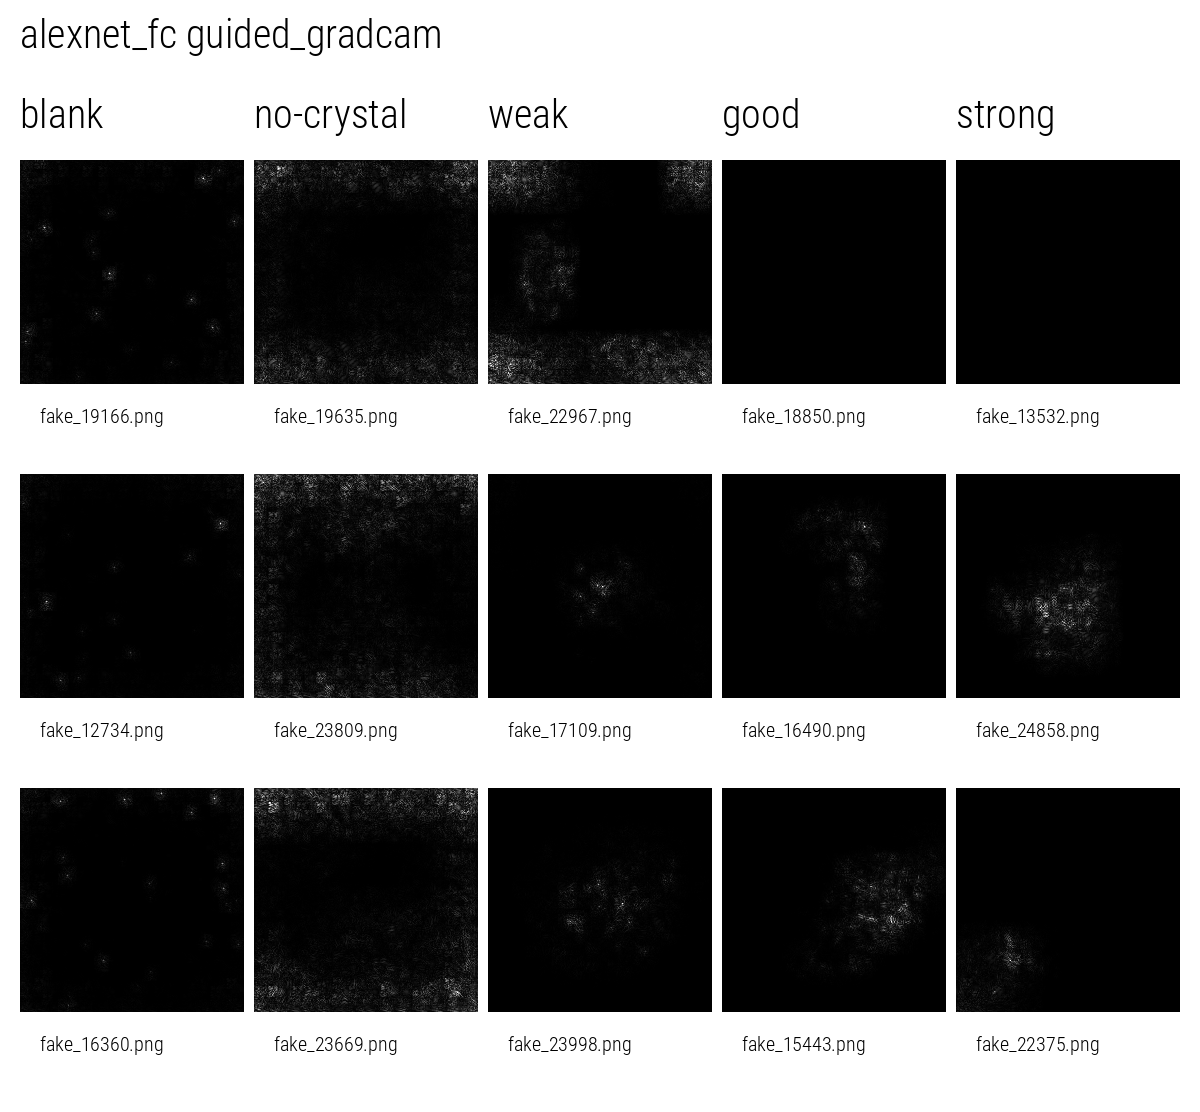 alexnet_fc guided_gradcam
blank no-crystal weak good strong
fake_19166.png fake_19635.png fake_22967.png fake_18850.png fake_13532.png
fake_12734.png fake_23809.png fake_17109.png fake_16490.png fake_24858.png
fake_16360.png fake_23669.png fake_23998.png fake_15443.png fake_22375.png